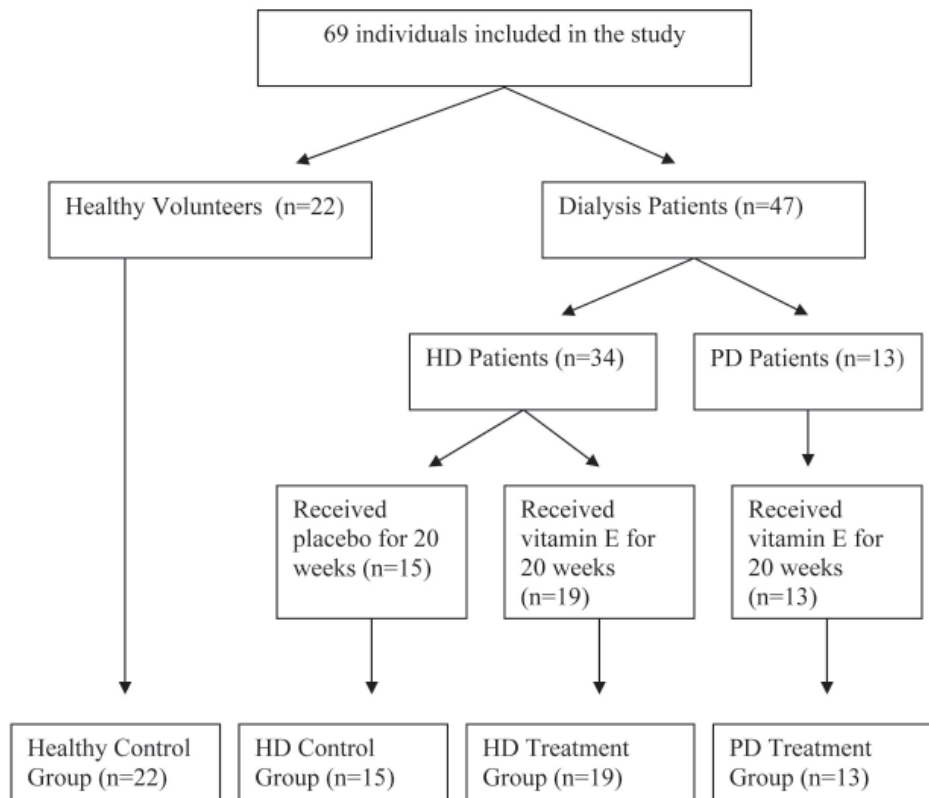 69 individuals included in the study
Healthy Volunteers (n=22)
Dialysis Patients (n=47)
HD Patients (n=34)
PD Patients (n=13)
Received
placebo for 20
weeks (n=15)
Received
vitamin E for
20 weeks
(n=19)
Received
vitamin E for
20 weeks
(n=13)
Healthy Control
Group (n=22)
HD Control
Group (n=15)
HD Treatment
Group (n=19)
PD Treatment
Group (n=13)